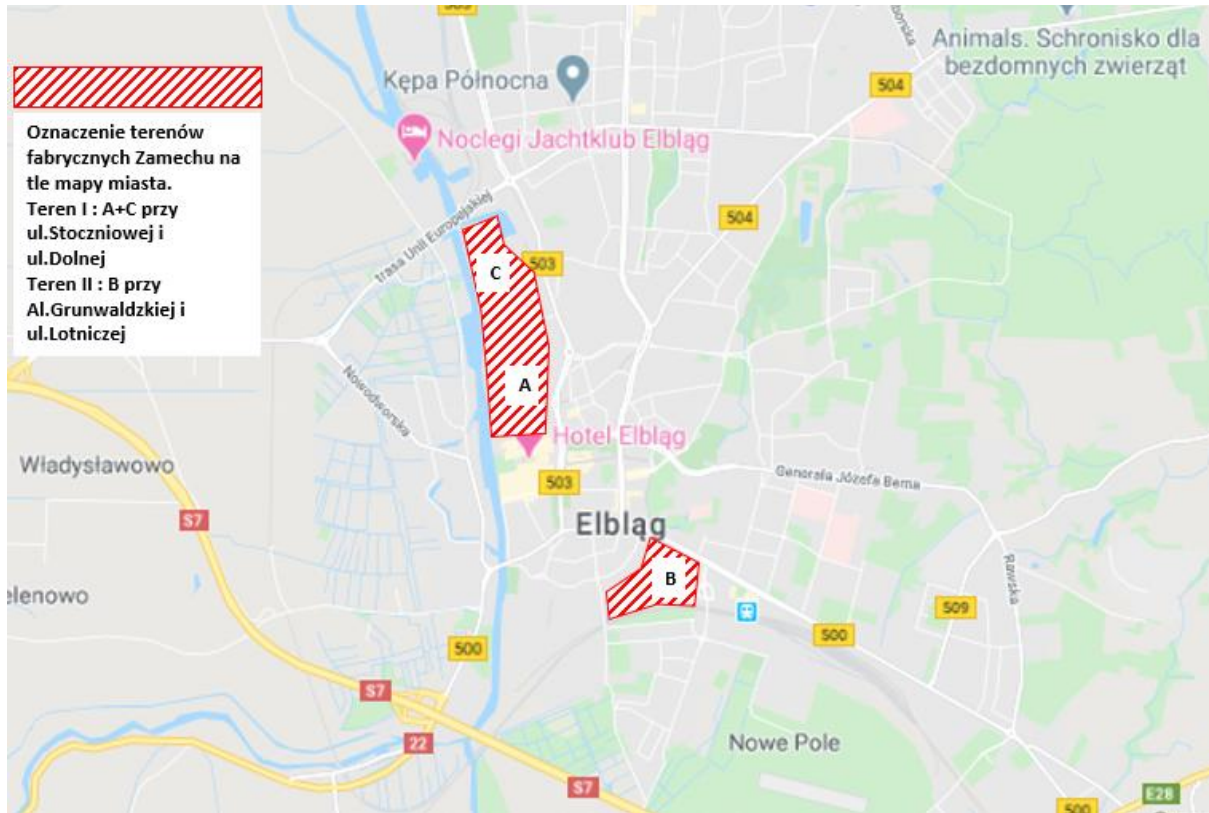 503
Animals. Schronisko dla
bezdomnych zwierząt
Kępa Północna
504
Noclegi Jachtklub Elbląg
Oznaczenie terenów
fabrycznych Zamechu na
tle mapy miasta.
Teren I : A+C przy
ul.Stoczniowej i
ul.Dolnej
Teren II : B przy
Al.Grunwaldzkiej i
ul.Lotniczej
trasa Unii Europejskiej
504
C
503
A
Nowodworska
Hotel Elbląg
Władysławowo
503
Generała Józefa Bema
S7
Elbląg
B
Rawska
elenowo
509
500
500
S7
22
Nowe Pole
S7
E28
500